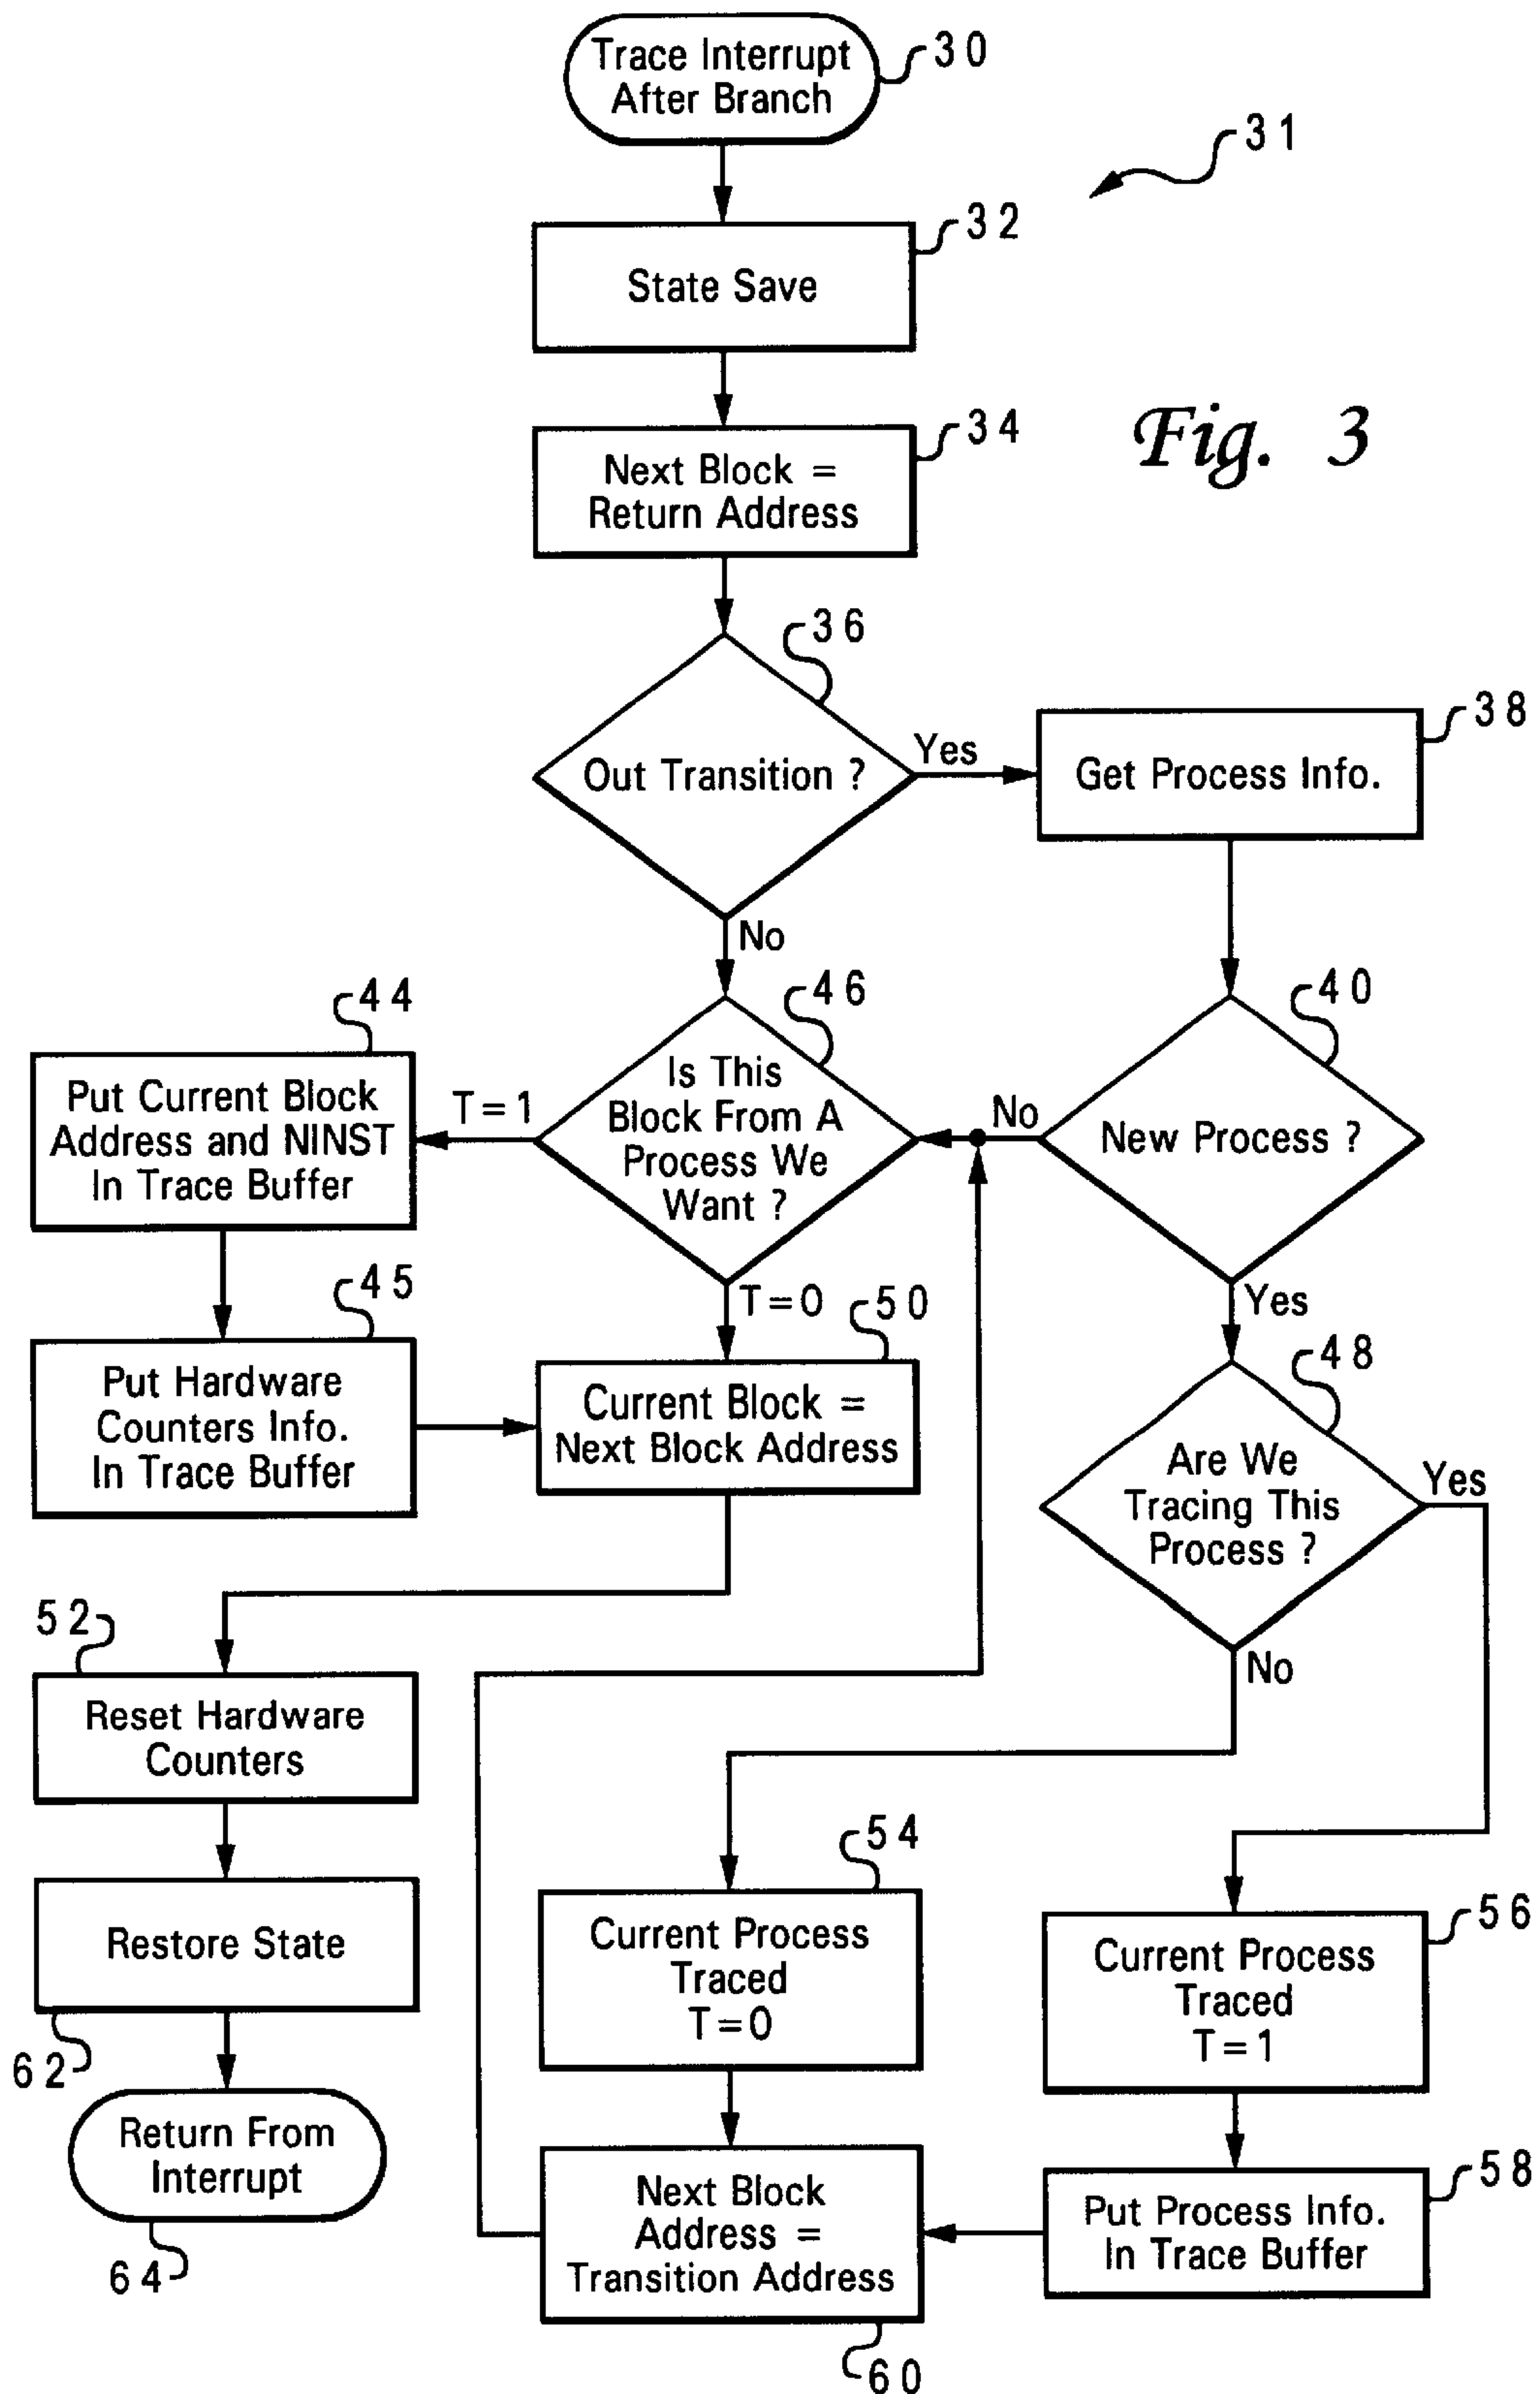 Trace Interrupt
After Branch
30
31
32
State Save
34
Next Block =
Return Address
Fig. 3
36
Out Transition ?
Yes
38
Get Process Info.
No
46
Is This
Block From A
Process We
Want ?
40
New Process ?
No
Yes
44
Put Current Block
Address and NINST
In Trace Buffer
T=1
45
Put Hardware
Counters Info.
In Trace Buffer
T=0
50
Current Block =
Next Block Address
48
Are We
Tracing This
Process ?
Yes
No
52
Reset Hardware
Counters
54
Current Process
Traced
T=0
56
Current Process
Traced
T=1
Restore State
62
Return From
Interrupt
64
58
Put Process Info.
In Trace Buffer
Next Block
Address =
Transition Address
60